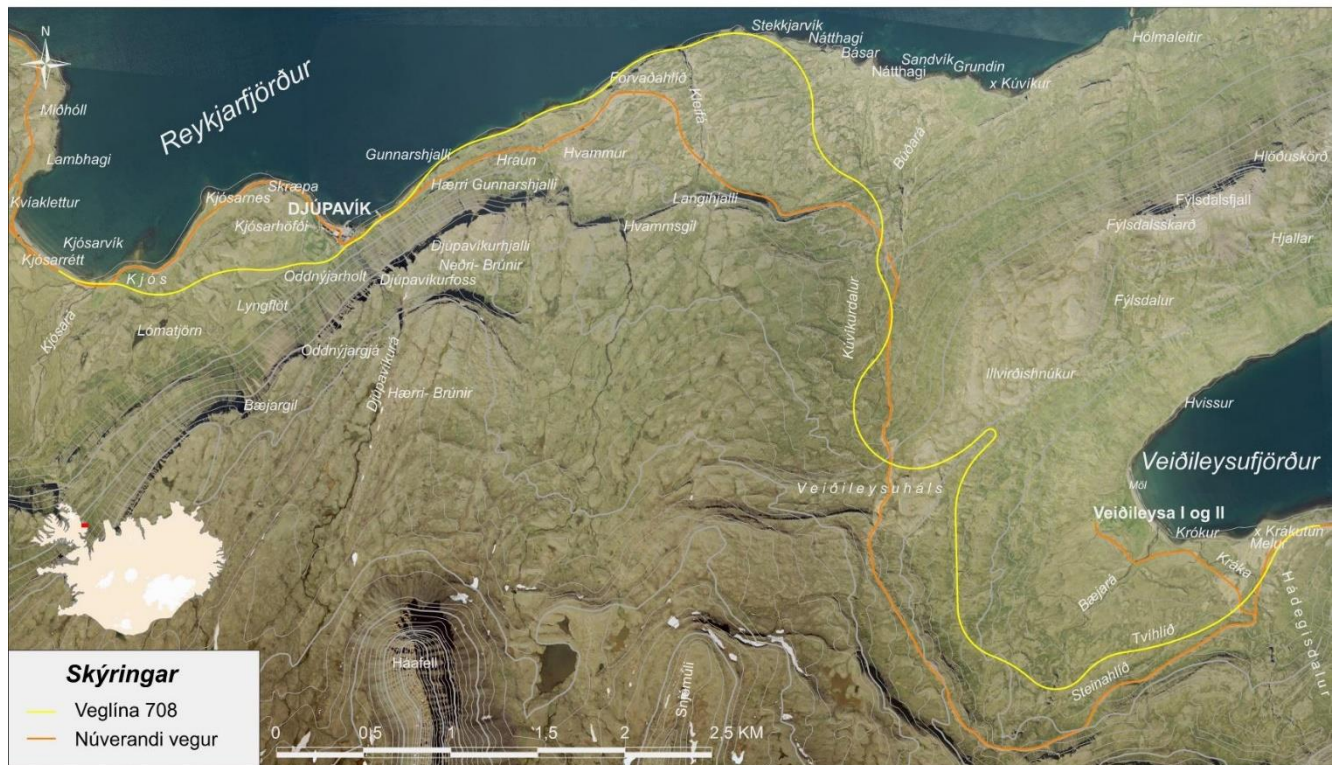 N
Stekkjarvík
Nátthagi
Básar
Sandvík
Nátthagi
Grundin
x Kúvíkur
Hólmaleitir
Reykjarfjörður
Miðhóll
Lambhagi
Kviaklettur
Forvaðahlíð
Kleifá
Búðará
Gunnarshjalli
Hraun
Hvammur
Hlöðuskörð
Skræpa
Kjósarnes
DJÚPAVÍK
Kjósarhöfði
Hærri Gunnarshjalli
Langihjalli
Fýlsdalsfjall
Fýlsdalsskarð
Hjallar
Kjósarvík
Kjósarrétt
Kjós
Hvammsgil
Djúpavíkurhjalli
Neðri- Brúnir
Djúpavíkurfoss
Oddnýjarholt
Lyngflöt
Kúvíkurdalur
Fýlsdalur
Kjósará
Lómatjörn
Oddnýjargjá
Djúpavíkurá
Hærri- Brúnir
Bæjargil
Illviðrishnúkur
Hvissur
Veiðileysufjörður
Veiðileysuháls
Möl
Veiðileysa I og II
Krókur
x Krákutún
Melur
Kráka
Bæjará
Hádegisdalur
Tvíhlíð
Steinahlíð
Háafell
Snjámúli
Skýringar
Veglína 708
Núverandi vegur
0 0,5 1 1,5 2 2,5 KM